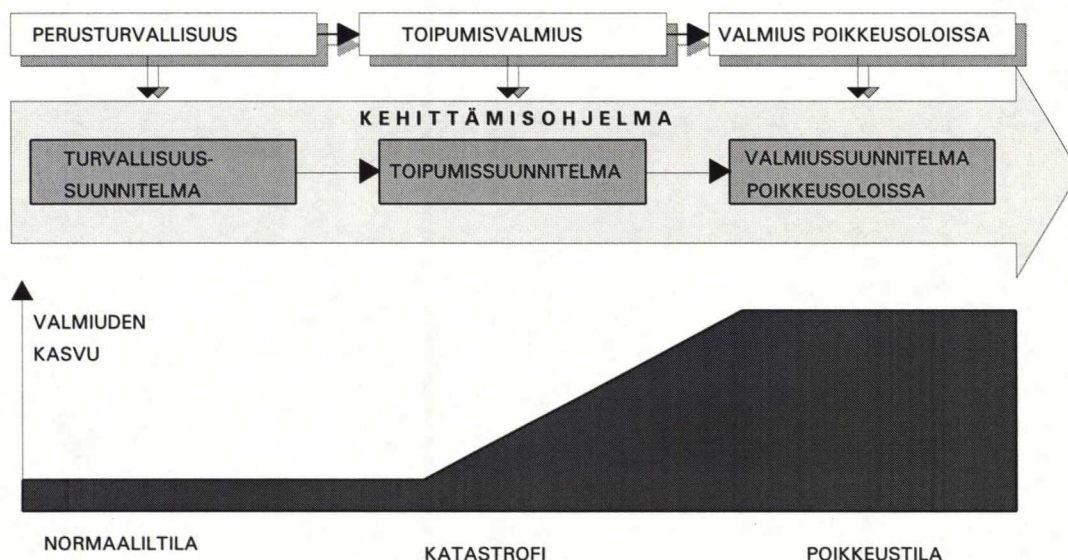 PERUSTURVALLISUUS
TOIPUMISVALMIUS
VALMIUS POIKKEUSOLOISSA
KEHITTÄMISOHJELMA
TURVALLISUUS-
SUUNNITELMA
TOIPUMISSUUNNITELMA
VALMIUSSUUNNITELMA
POIKKEUSOLOISSA
VALMIUDEN
KASVU
NORMAALILTILA
KATASTROFI
POIKKEUSTILA